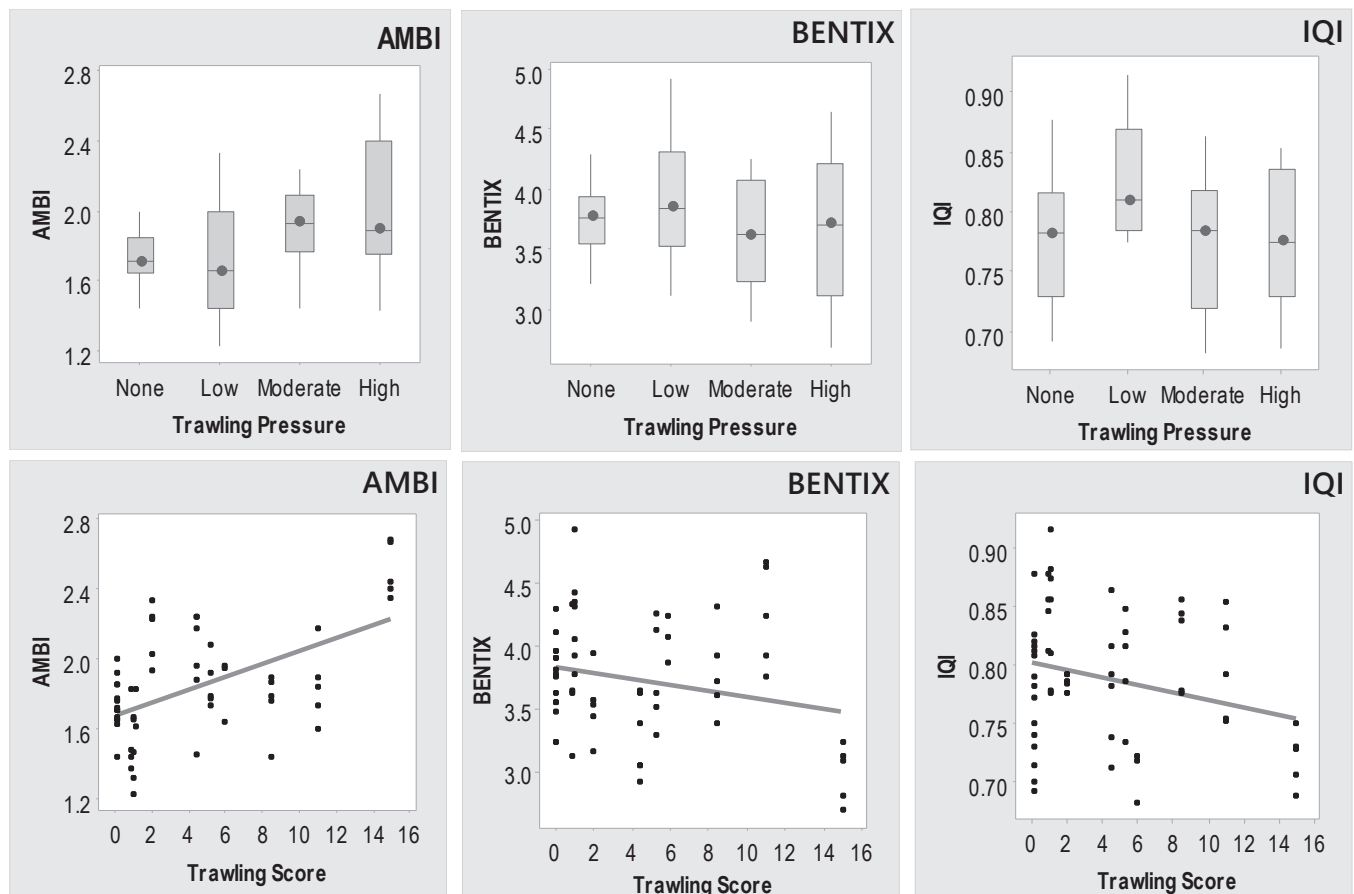 AMBI
2.8
2.4
2.0
1.6
1.2
AMBI
None Low Moderate High
Trawling Pressure
BENTIX
5.0
4.5
4.0
3.5
3.0
BENTIX
None Low Moderate High
Trawling Pressure
IQI
0.90
0.85
0.80
0.75
0.70
IQI
None Low Moderate High
Trawling Pressure
AMBI
2.8
2.4
2.0
1.6
1.2
AMBI
0 2 4 6 8 10 12 14 16
Trawling Score
BENTIX
5.0
4.5
4.0
3.5
3.0
BENTIX
0 2 4 6 8 10 12 14 16
Trawling Score
IQI
0.90
0.85
0.80
0.75
0.70
IQI
0 2 4 6 8 10 12 14 16
Trawling Score